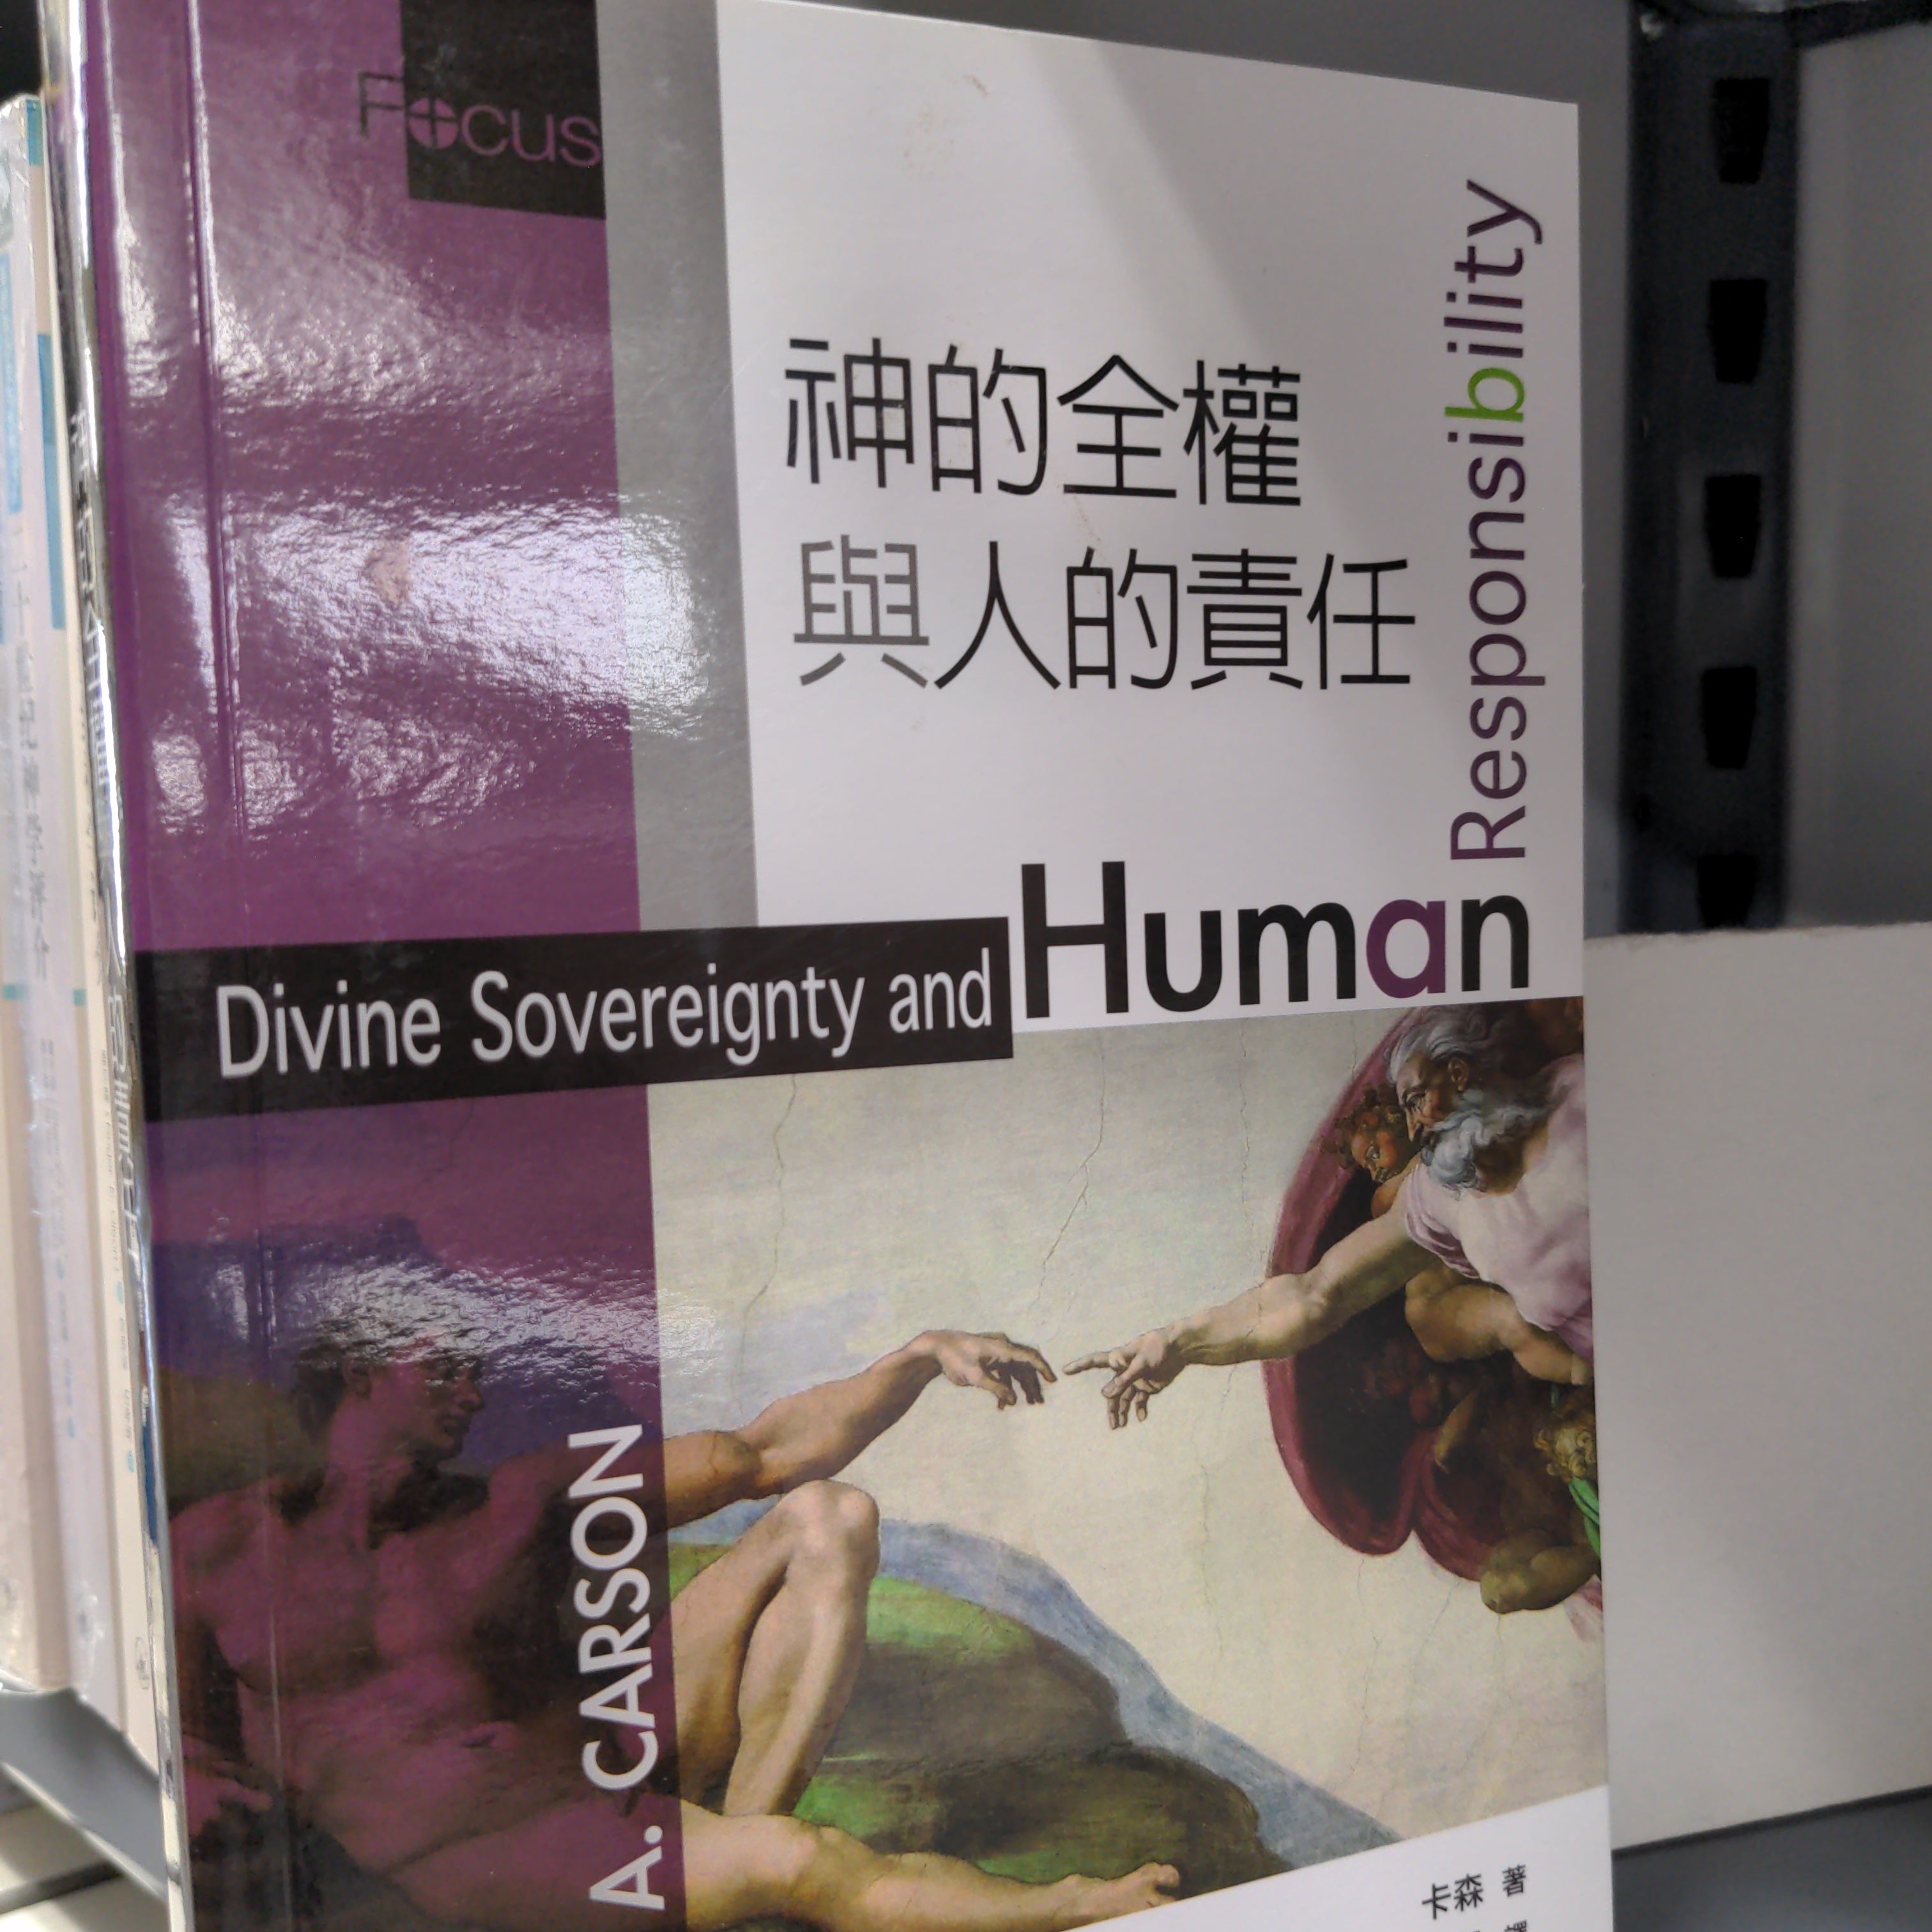 Focus
神的全權
與人的責任
Divine Sovereignty and Human
Responsibility
A. CARSON
卡森 著
譯